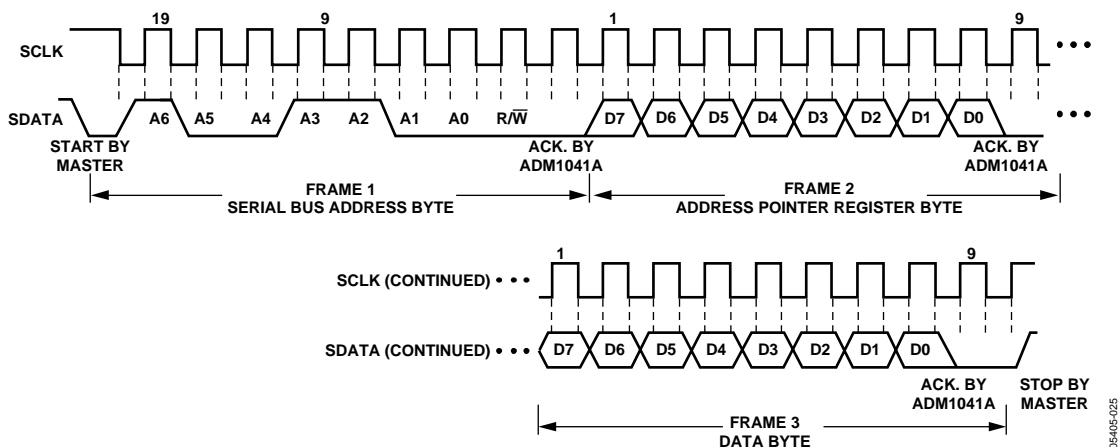 19 9 1 9
SCLK
SDATA A6 A5 A4 A3 A2 A1 A0 R/W̅ D7 D6 D5 D4 D3 D2 D1 D0
START BY
MASTER
ACK. BY
ADM1041A
ACK. BY
ADM1041A
FRAME 1
SERIAL BUS ADDRESS BYTE
FRAME 2
ADDRESS POINTER REGISTER BYTE
1 9
SCLK (CONTINUED)
SDATA (CONTINUED) D7 D6 D5 D4 D3 D2 D1 D0
ACK. BY
ADM1041A
STOP BY
MASTER
FRAME 3
DATA BYTE
05405-025